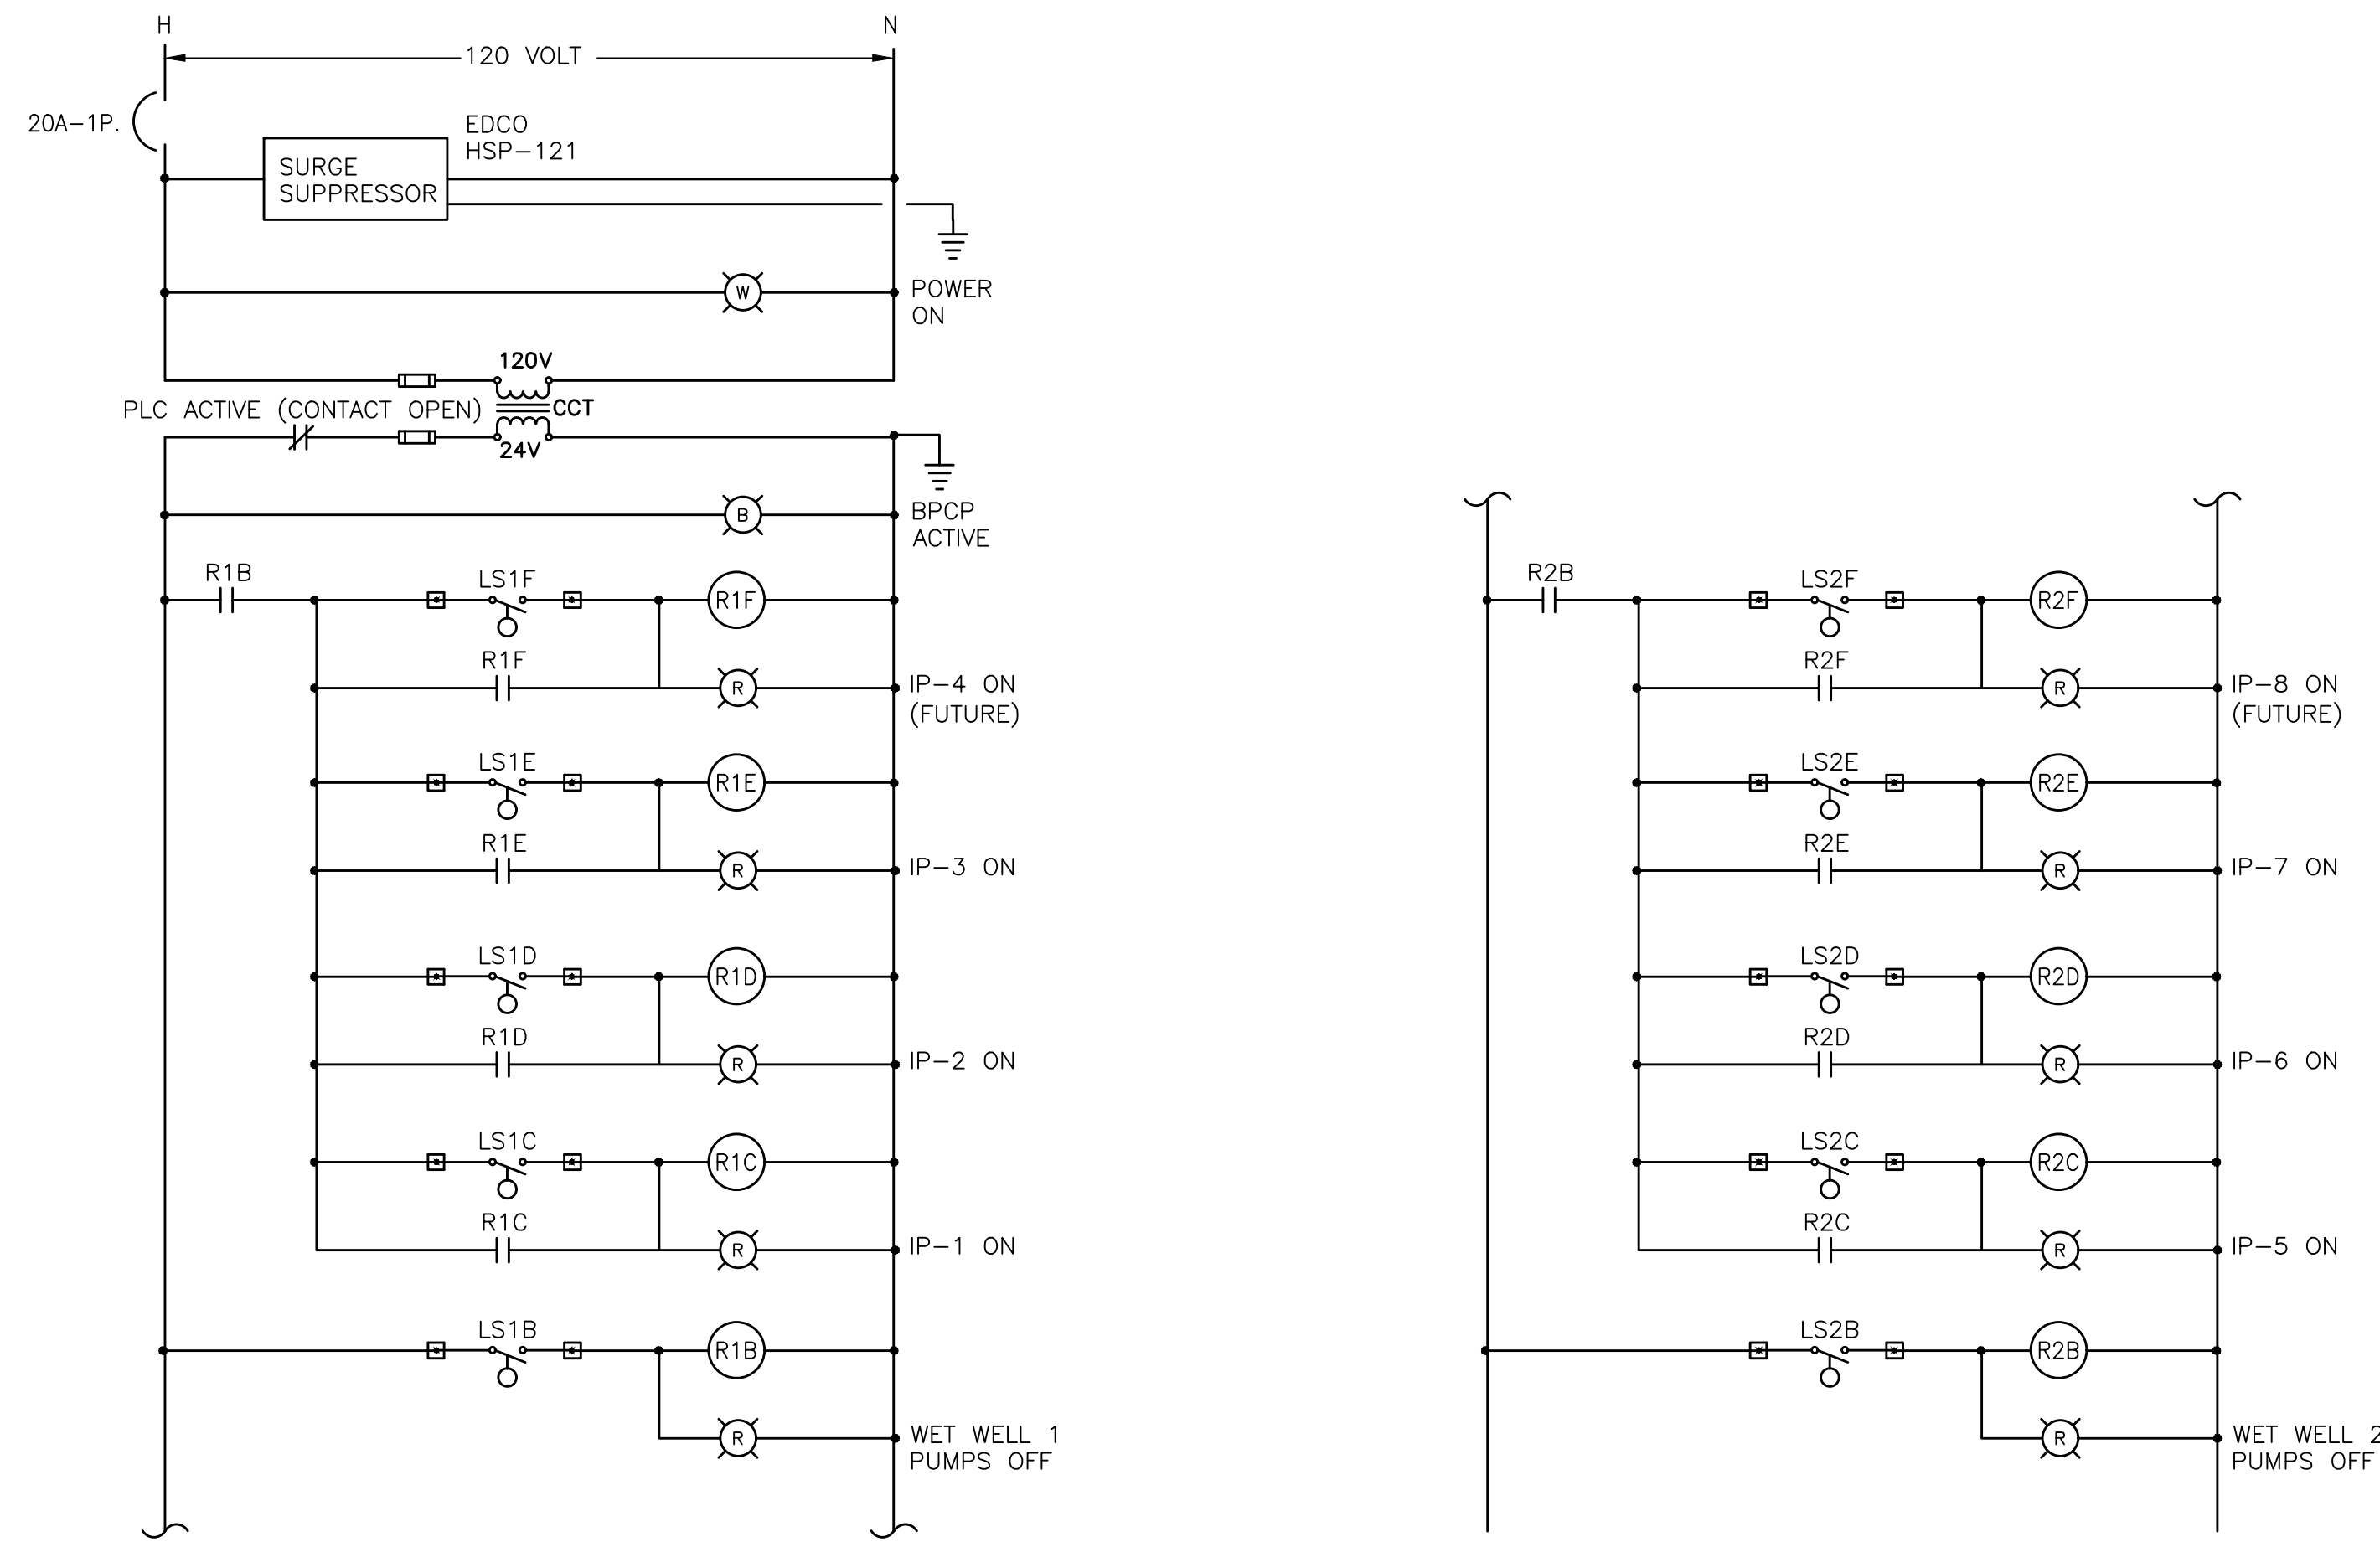 H
N
120 VOLT
20A-1P.
EDCO
HSP-121
SURGE
SUPPRESSOR
W
POWER
ON
120V
PLC ACTIVE (CONTACT OPEN)
CCT
24V
B
BPCP
ACTIVE
R1B
LS1F
R1F
R1F
R
IP-4 ON
(FUTURE)
LS1E
R1E
R1E
R
IP-3 ON
LS1D
R1D
R1D
R
IP-2 ON
LS1C
R1C
R1C
R
IP-1 ON
LS1B
R1B
R
WET WELL 1
PUMPS OFF
R2B
LS2F
R2F
R2F
R
IP-8 ON
(FUTURE)
LS2E
R2E
R2E
R
IP-7 ON
LS2D
R2D
R2D
R
IP-6 ON
LS2C
R2C
R2C
R
IP-5 ON
LS2B
R2B
R
WET WELL 2
PUMPS OFF